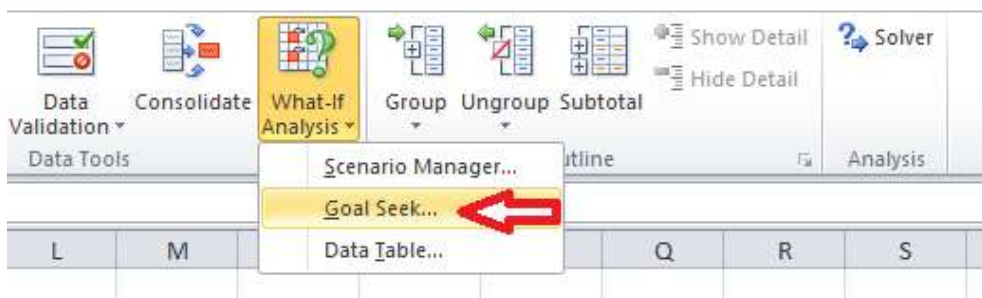 Show Detail
Solver
Hide Detail
Data
Validation
Consolidate
What-If
Analysis
Group
Ungroup
Subtotal
Data Tools
utline
Analysis
Scenario Manager...
Goal Seek...
Data Table...
L
M
Q
R
S